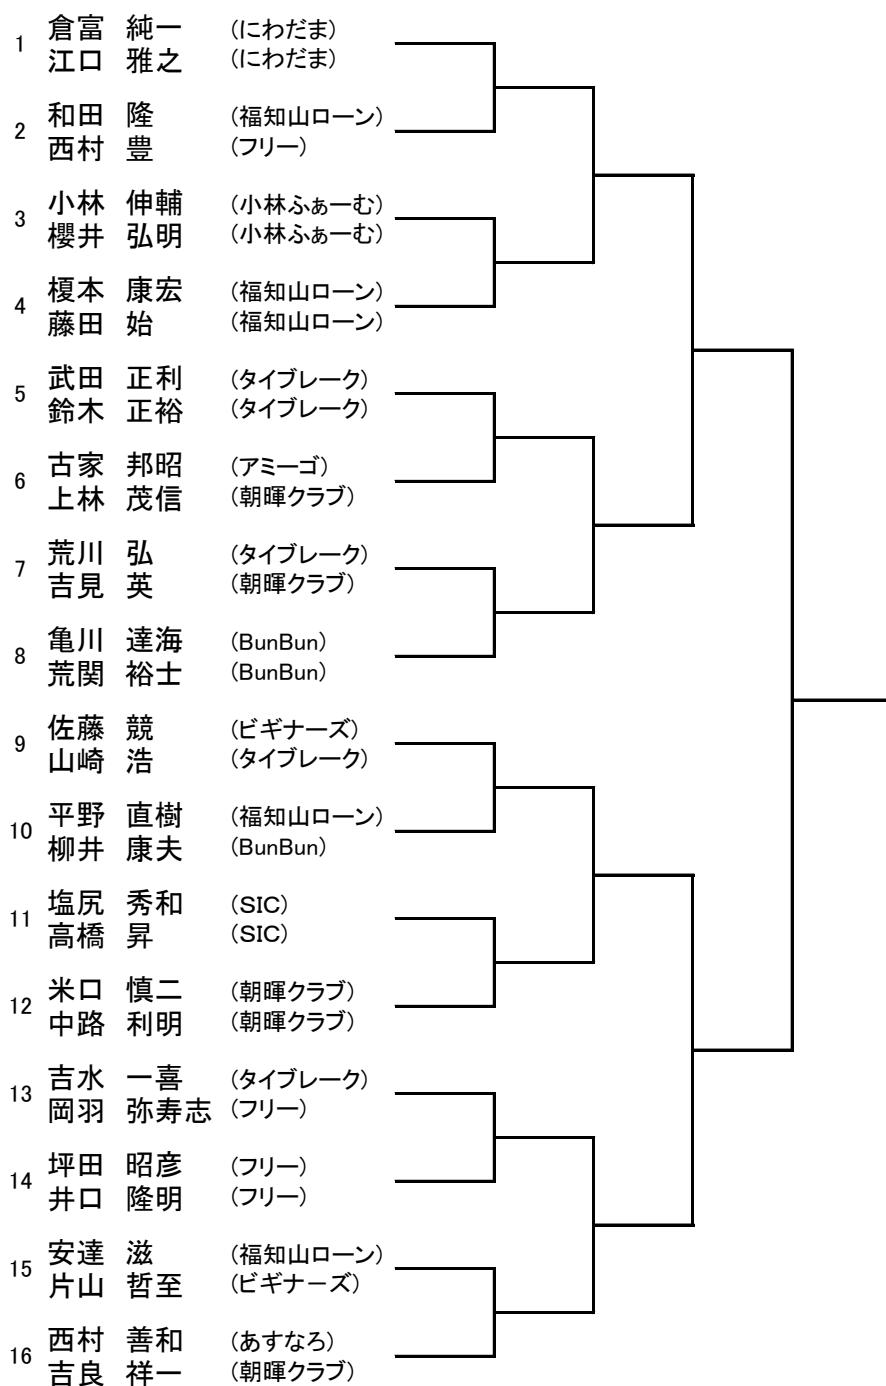 1
倉富 純一 (にわだま)
江口 雅之 (にわだま)
2
和田 隆 (福知山ローン)
西村 豊 (フリー)
3
小林 伸輔 (小林ふぁーむ)
櫻井 弘明 (小林ふぁーむ)
4
榎本 康宏 (福知山ローン)
藤田 始 (福知山ローン)
5
武田 正利 (タイブレーク)
鈴木 正裕 (タイブレーク)
6
古家 邦昭 (アミーゴ)
上林 茂信 (朝暉クラブ)
7
荒川 弘 (タイブレーク)
吉見 英 (朝暉クラブ)
8
亀川 達海 (BunBun)
荒関 裕士 (BunBun)
9
佐藤 競 (ビギナーズ)
山崎 浩 (タイブレーク)
10
平野 直樹 (福知山ローン)
柳井 康夫 (BunBun)
11
塩尻 秀和 (SIC)
高橋 昇 (SIC)
12
米口 慎二 (朝暉クラブ)
中路 利明 (朝暉クラブ)
13
吉水 一喜 (タイブレーク)
岡羽 弥寿志 (フリー)
14
坪田 昭彦 (フリー)
井口 隆明 (フリー)
15
安達 滋 (福知山ローン)
片山 哲至 (ビギナーズ)
16
西村 善和 (あすなろ)
吉良 祥一 (朝暉クラブ)